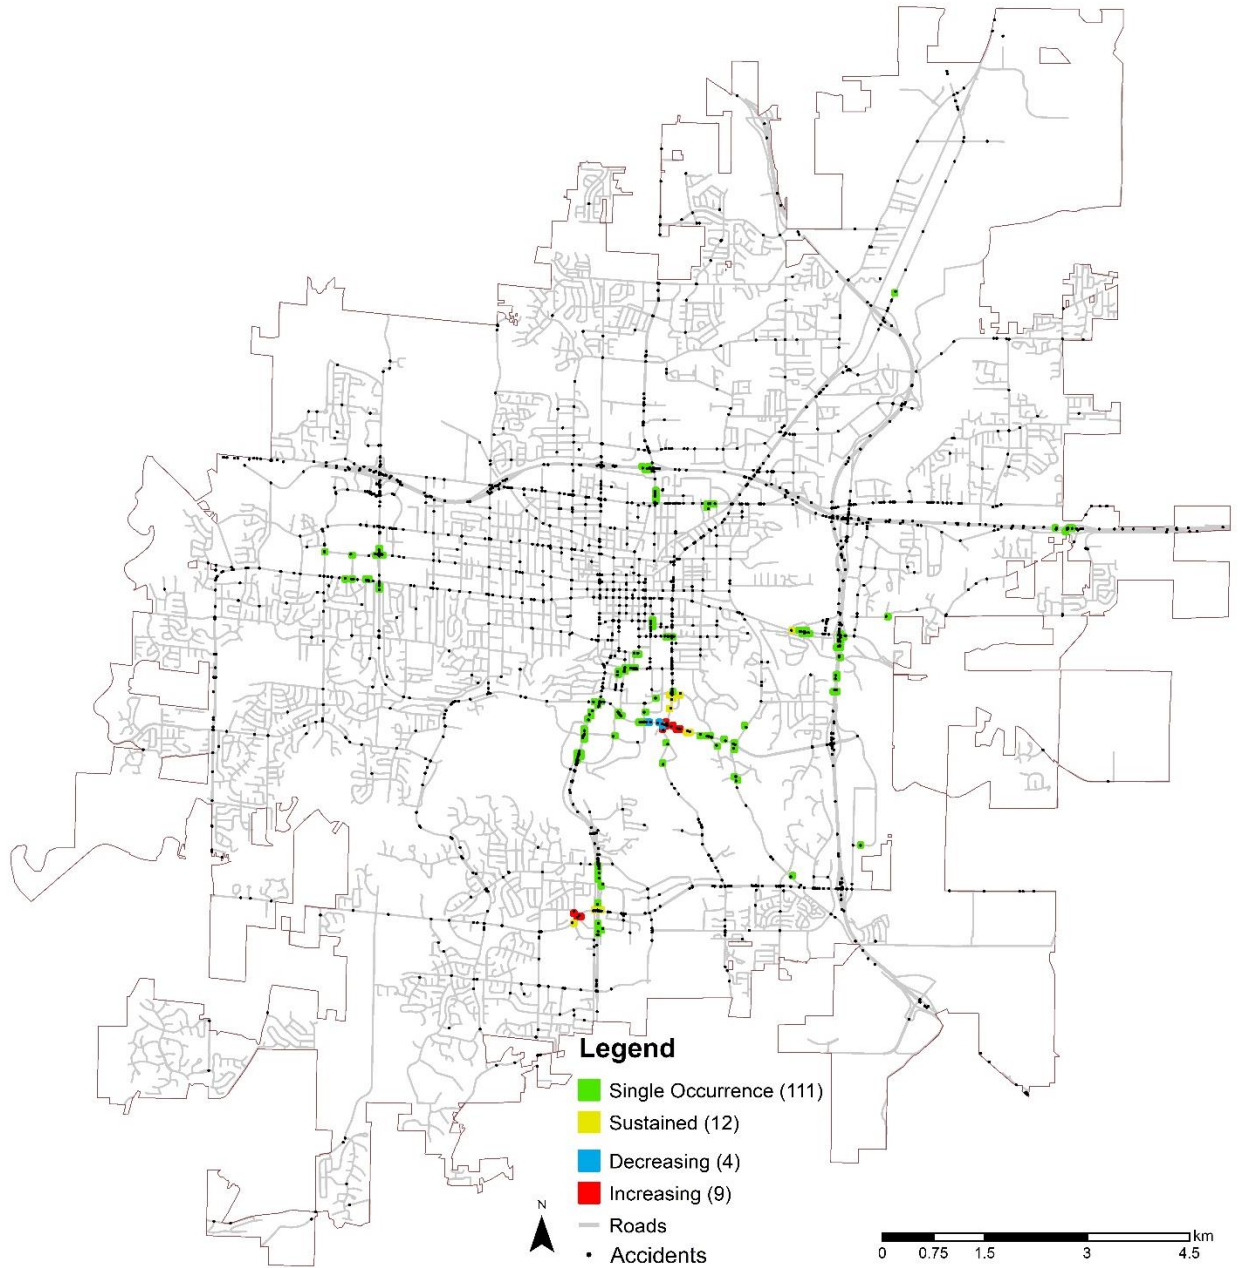 Legend
Single Occurrence (111)
Sustained (12)
Decreasing (4)
Increasing (9)
Roads
Accidents
N
km
0 0.75 1.5 3 4.5